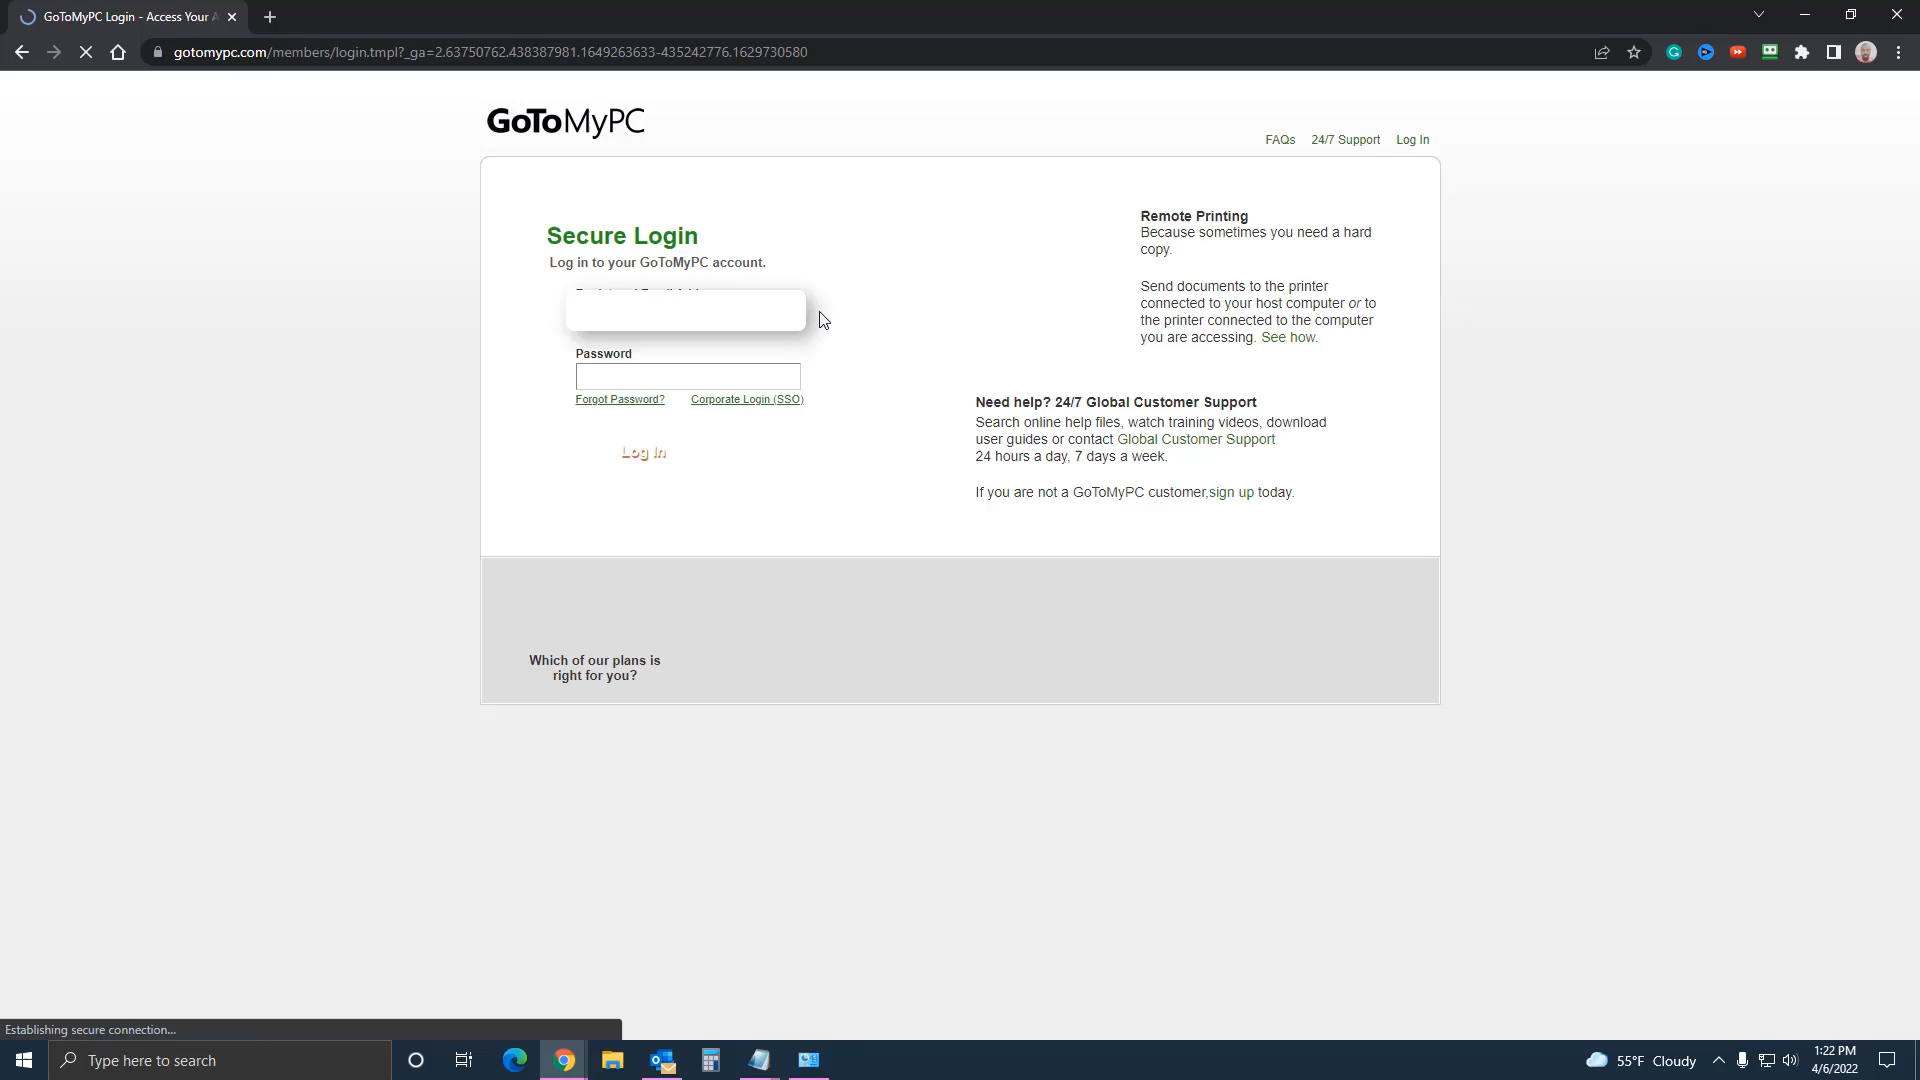 GoToMyPC Login - Access Your
gotomypc.com/members/login.tmpl?_ga=2.63750762.438387981.1649263633-435242776.1629730580
GoToMyPC
FAQs 24/7 Support Log In
Secure Login
Log in to your GoToMyPC account.
Password
Forgot Password? Corporate Login (SSO)
Log In
Remote Printing
Because sometimes you need a hard
copy.
Send documents to the printer
connected to your host computer or to
the printer connected to the computer
you are accessing. See how.
Need help? 24/7 Global Customer Support
Search online help files, watch training videos, download
user guides or contact Global Customer Support
24 hours a day, 7 days a week.
If you are not a GoToMyPC customer,sign up today.
Which of our plans is
right for you?
Establishing secure connection...
Type here to search
55°F Cloudy
1:22 PM
4/6/2022